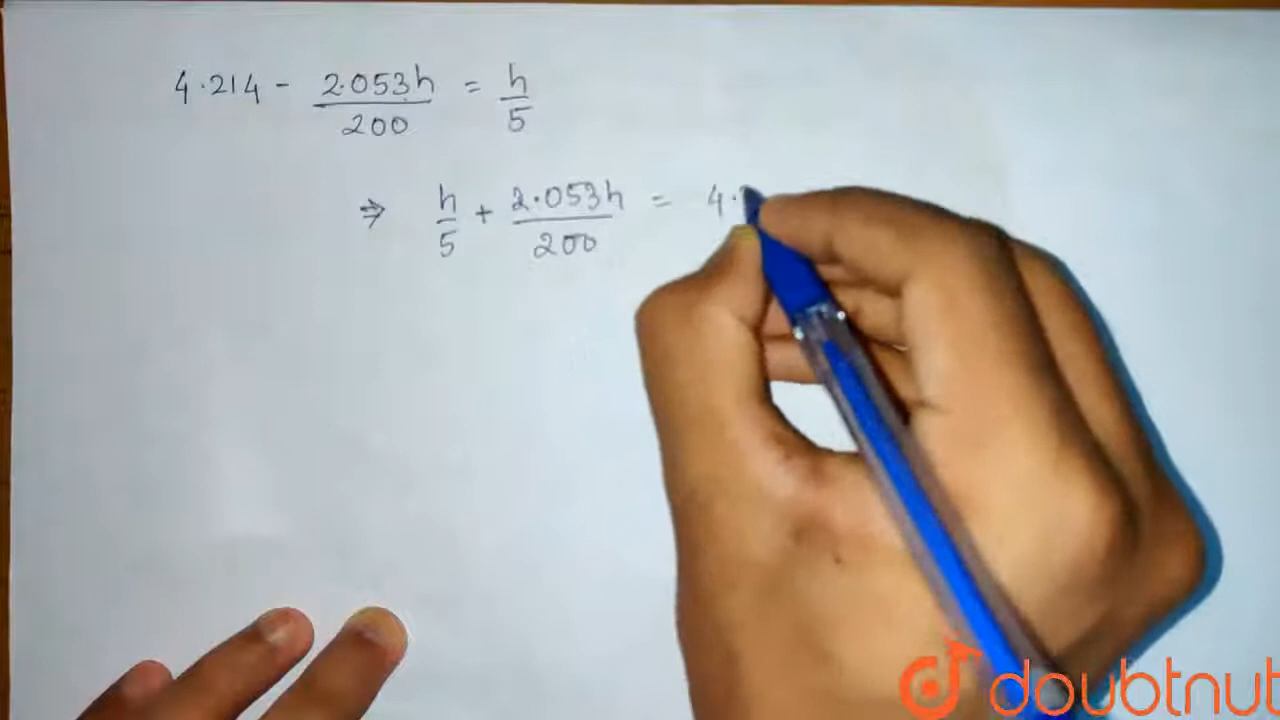 4.214 - 2.053h/200 = h/5
⇒ h/5 + 2.053h/200 = 4.
doubtnut